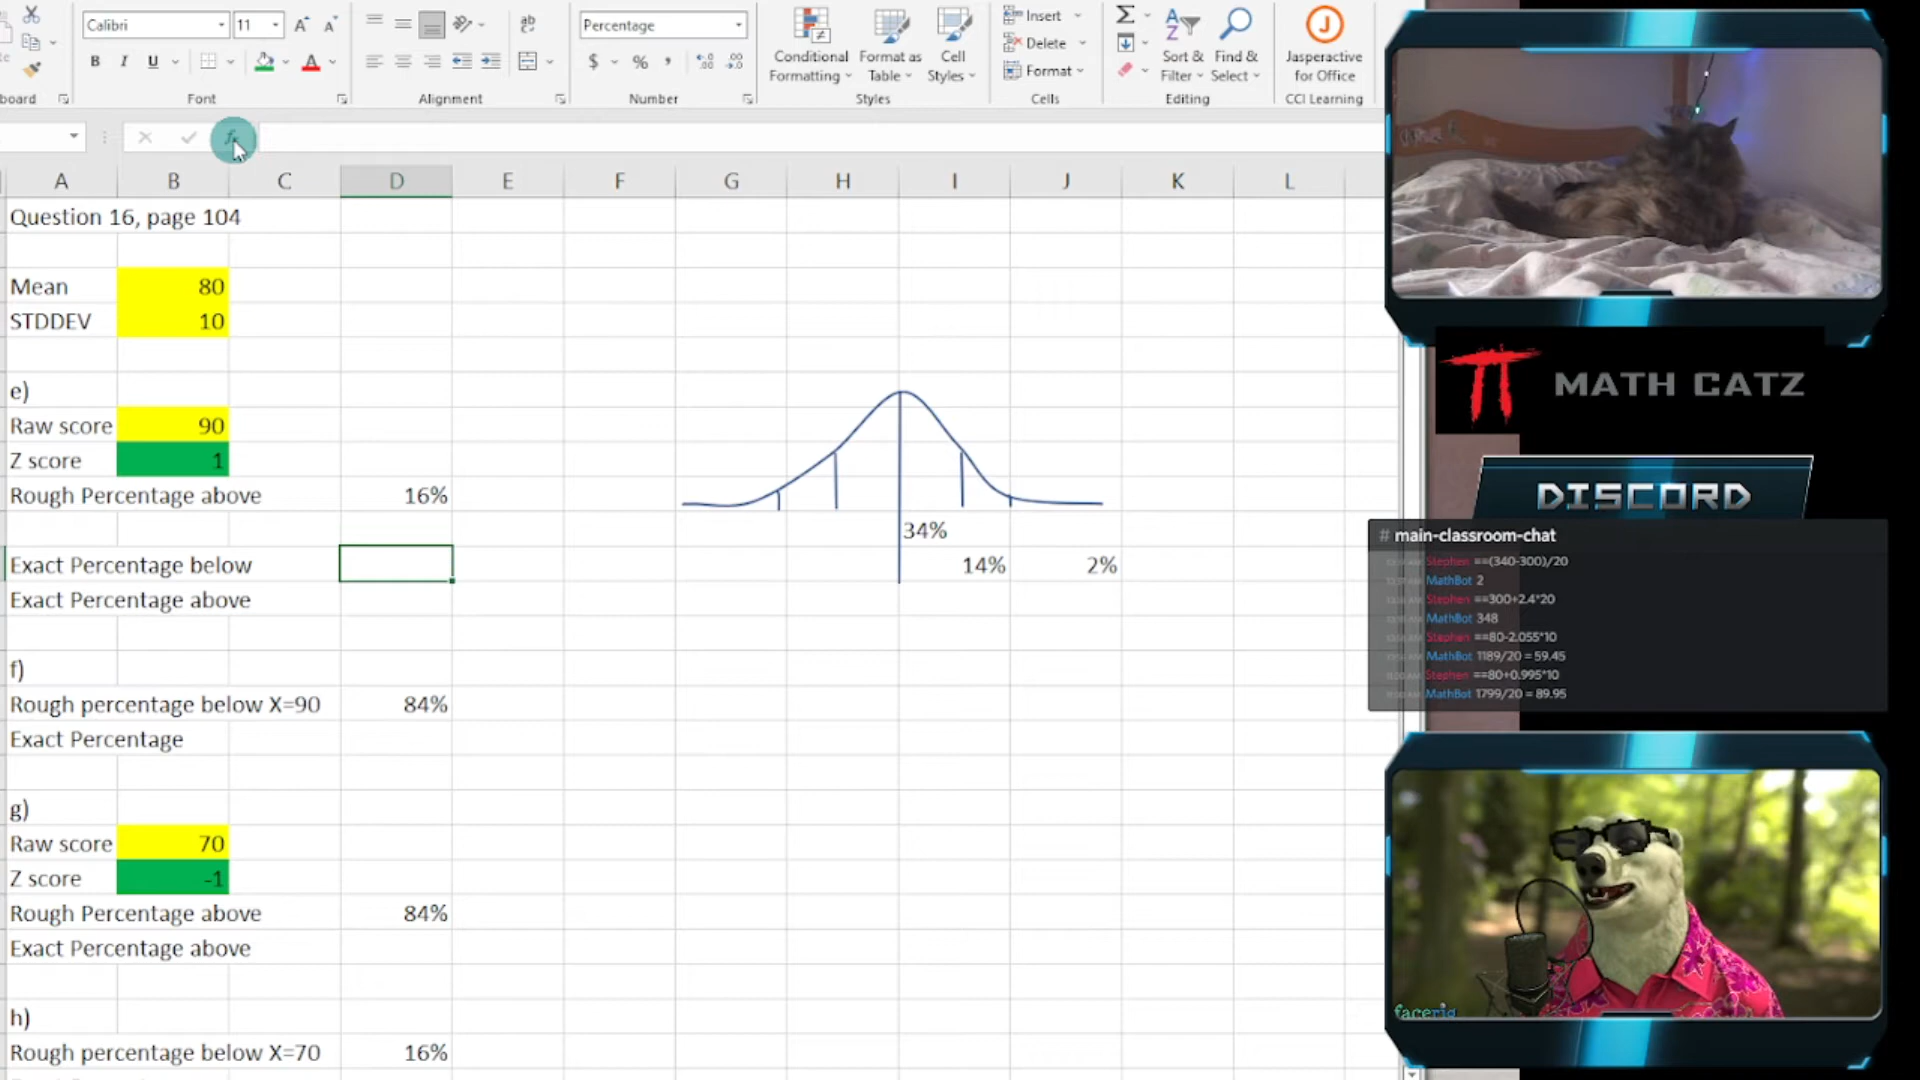 Calibri 11 Percentage
Conditional Formatting
Format as Table
Cell Styles
Insert
Delete
Format
Sort & Filter
Find & Select
Jasperactive for Office
B I U $ %
board Font Alignment Number Styles Cells Editing CCI Learning
A B C D E F G H I J K L
Question 16, page 104
Mean 80
STDDEV 10
e)
Raw score 90
Z score 1
Rough Percentage above 16%
34%
Exact Percentage below 14% 2%
Exact Percentage above
f)
Rough percentage below X=90 84%
Exact Percentage
g)
Raw score 70
Z score -1
Rough Percentage above 84%
Exact Percentage above
h)
Rough percentage below X=70 16%
MATH CATZ
DISCORD
# main-classroom-chat
Stephen ==(340-300)/20
MathBot 2
Stephen ==300+2.4*20
MathBot 348
Stephen ==80-2.055*10
MathBot 1189/20 = 59.45
Stephen ==80+0.995*10
MathBot 1799/20 = 89.95
facerig